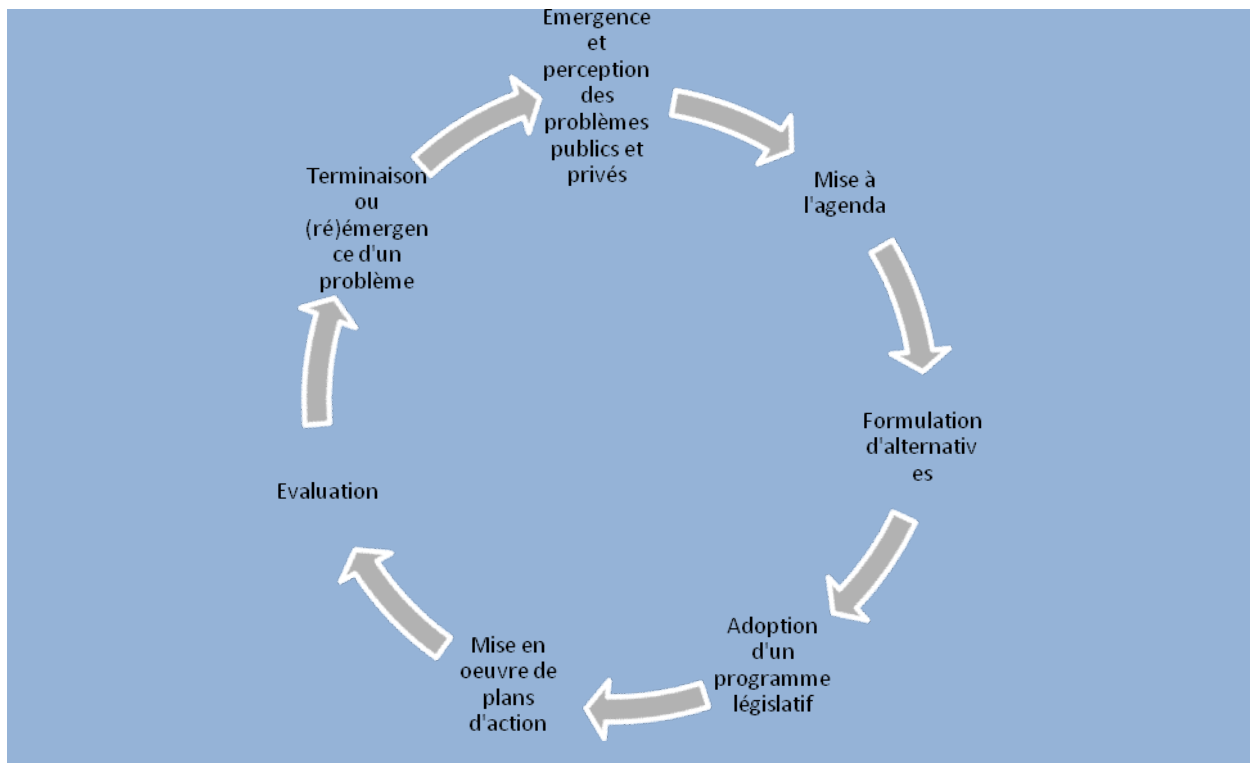 Emergence
et
perception
des
problèmes
publics et
privés
Mise à
l'agenda
Formulation
d'alternativ
es
Adoption
d'un
programme
législatif
Mise en
oeuvre de
plans
d'action
Evaluation
Terminaison
ou
(ré)émergen
ce d'un
problème